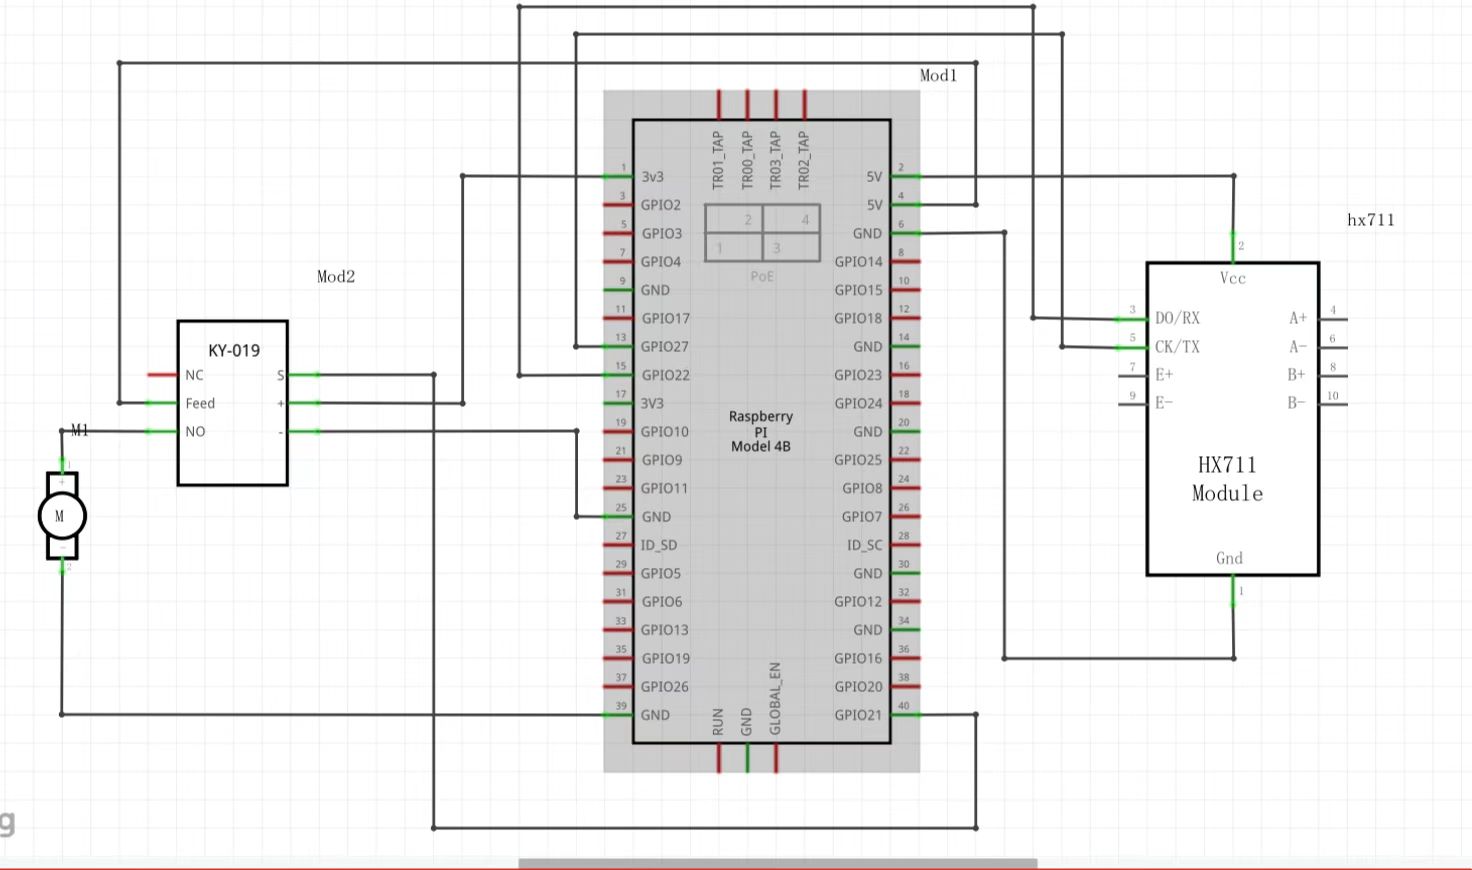 Mod1
TR01_TAP
TR00_TAP
TR03_TAP
TR02_TAP
1 3v3
3 GPIO2
5 GPIO3
7 GPIO4
9 GND
11 GPIO17
13 GPIO27
15 GPIO22
17 3V3
19 GPIO10
21 GPIO9
23 GPIO11
25 GND
27 ID_SD
29 GPIO5
31 GPIO6
33 GPIO13
35 GPIO19
37 GPIO26
39 GND
2 4
1 3
PoE
Raspberry
PI
Model 4B
5V 2
5V 4
GND 6
GPIO14 8
GPIO15 10
GPIO18 12
GND 14
GPIO23 16
GPIO24 18
GND 20
GPIO25 22
GPIO8 24
GPIO7 26
ID_SC 28
GND 30
GPIO12 32
GND 34
GPIO16 36
GPIO20 38
GPIO21 40
RUN
GND
GLOBAL_EN
Mod2
KY-019
NC S
Feed +
NO -
M1
1
+
M
-
2
hx711
2
Vcc
3 DO/RX A+ 4
5 CK/TX A- 6
7 E+ B+ 8
9 E- B- 10
HX711
Module
Gnd
1
g